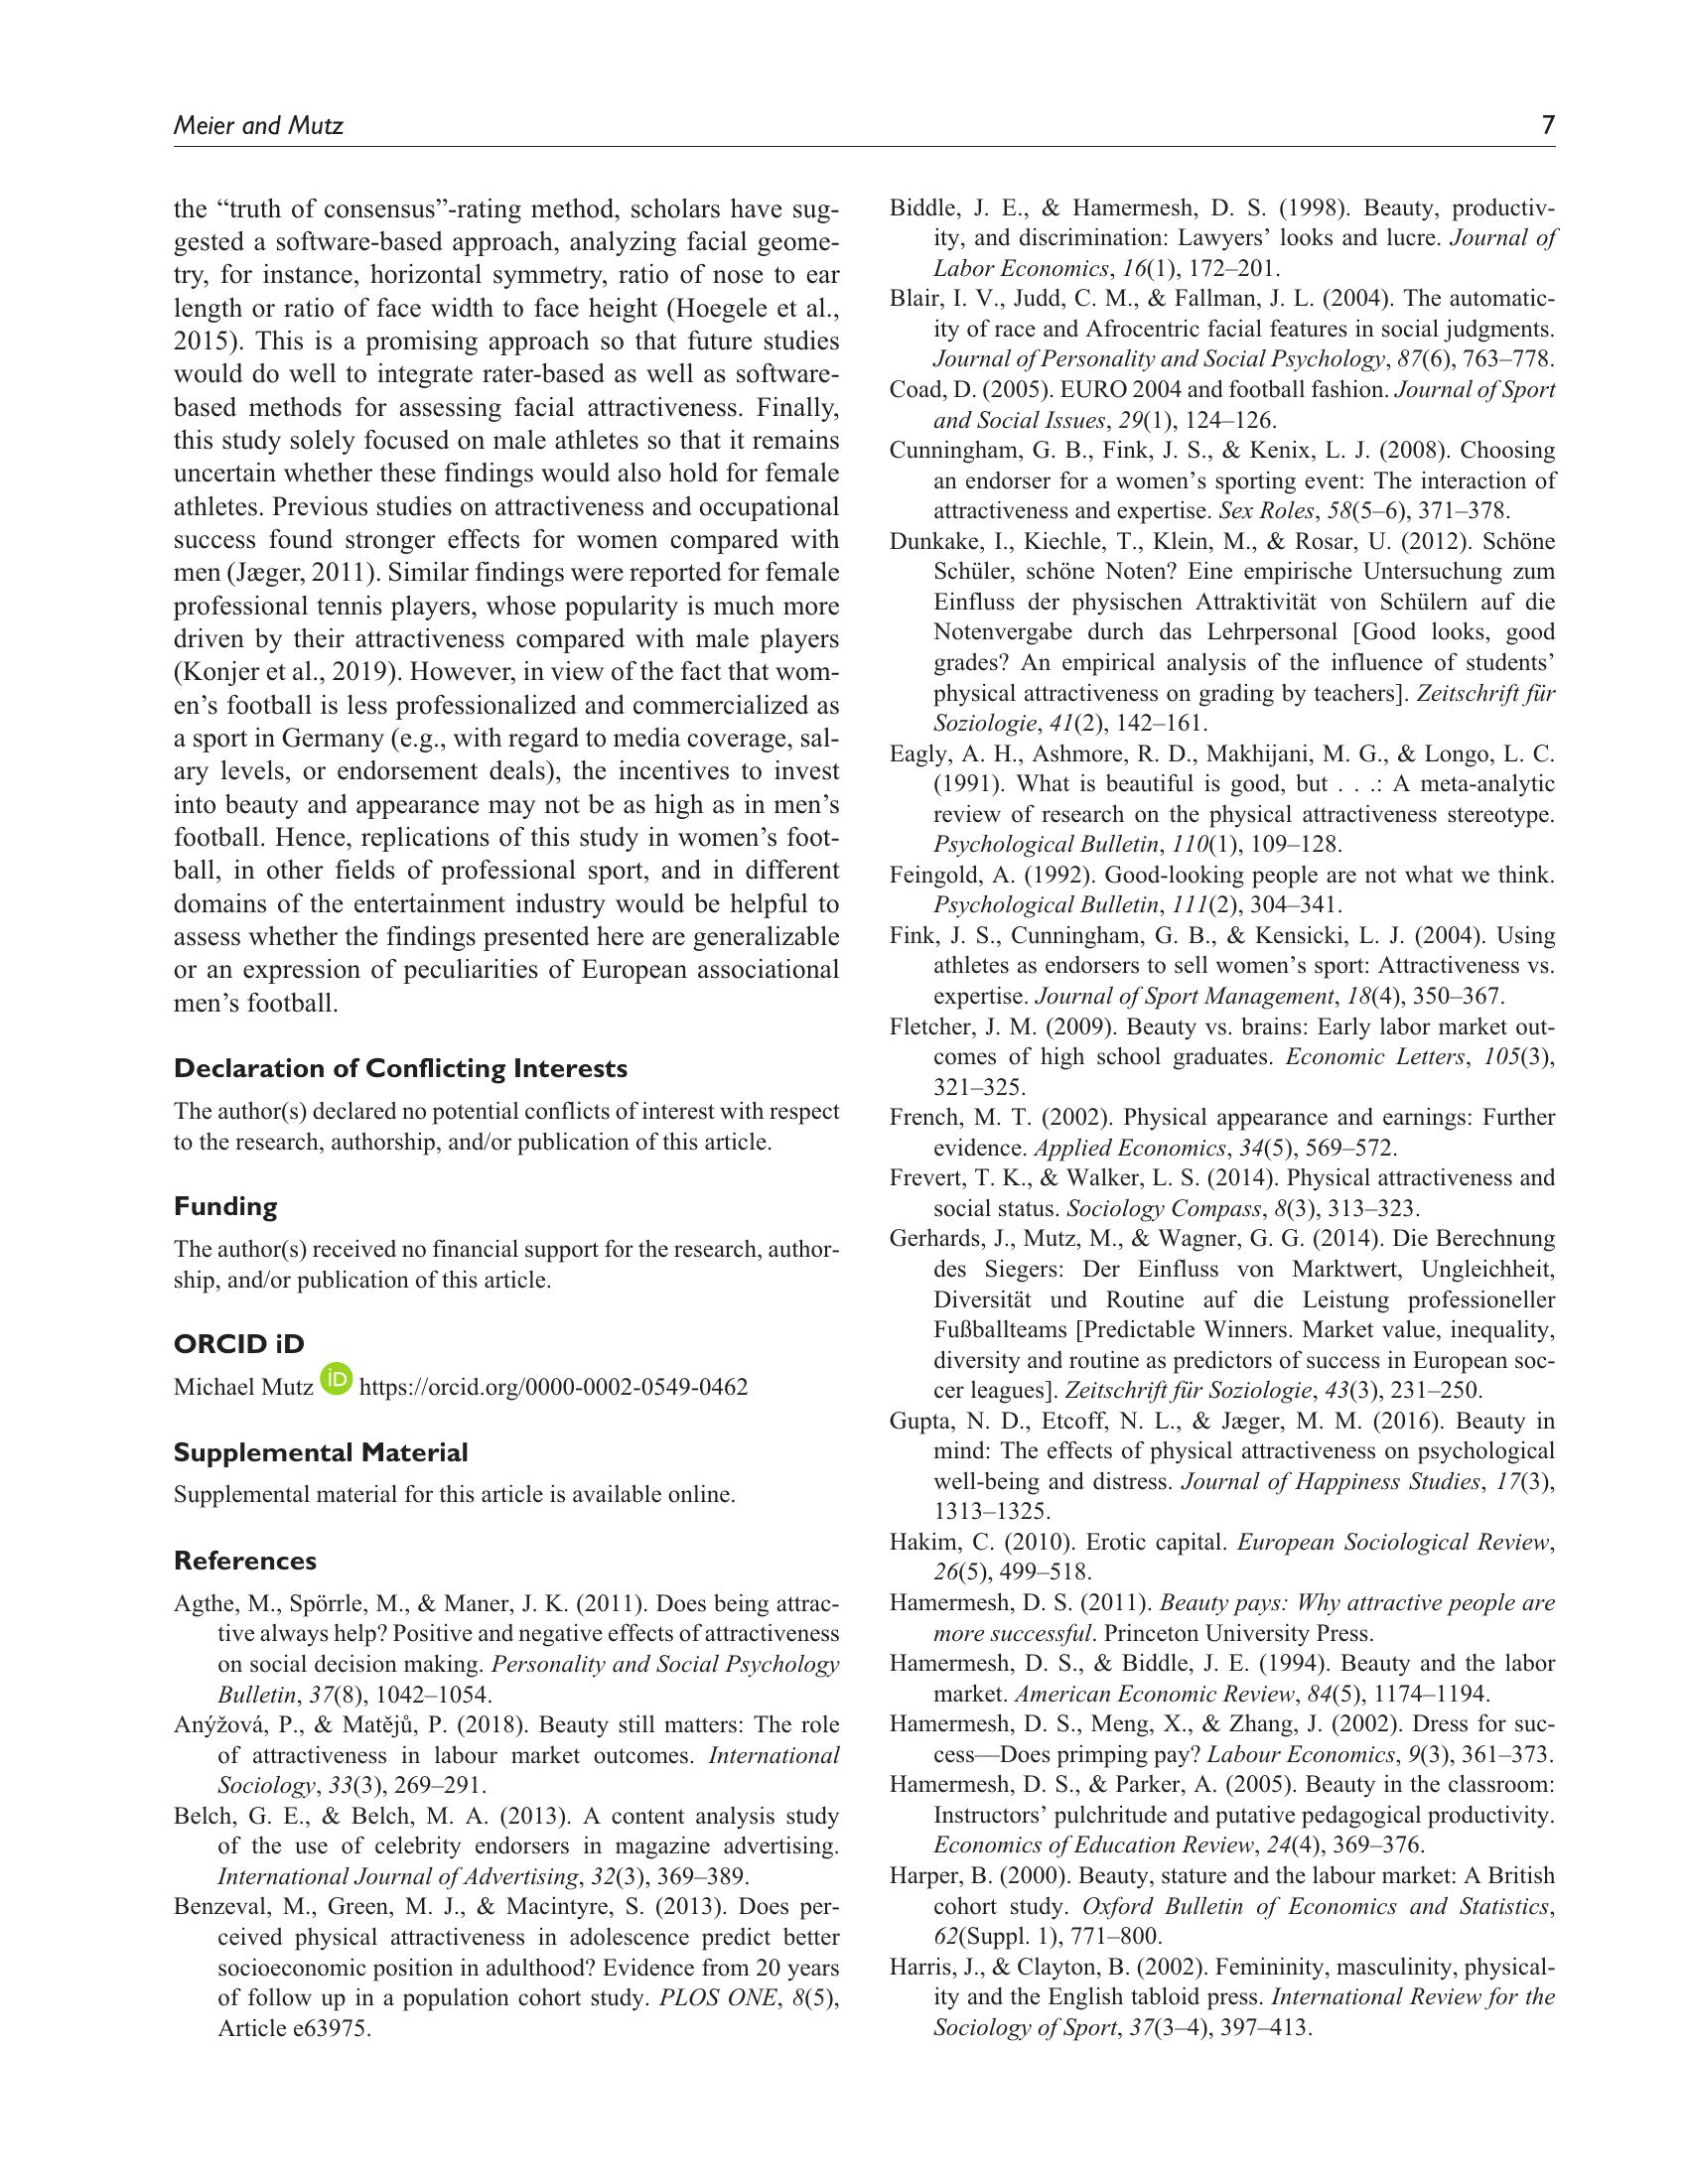 Meier and Mutz
7
the “truth of consensus”-rating method, scholars have sug-
gested a software-based approach, analyzing facial geome-
try, for instance, horizontal symmetry, ratio of nose to ear
length or ratio of face width to face height (Hoegele et al.,
2015). This is a promising approach so that future studies
would do well to integrate rater-based as well as software-
based methods for assessing facial attractiveness. Finally,
this study solely focused on male athletes so that it remains
uncertain whether these findings would also hold for female
athletes. Previous studies on attractiveness and occupational
success found stronger effects for women compared with
men (Jæger, 2011). Similar findings were reported for female
professional tennis players, whose popularity is much more
driven by their attractiveness compared with male players
(Konjer et al., 2019). However, in view of the fact that wom-
en’s football is less professionalized and commercialized as
a sport in Germany (e.g., with regard to media coverage, sal-
ary levels, or endorsement deals), the incentives to invest
into beauty and appearance may not be as high as in men’s
football. Hence, replications of this study in women’s foot-
ball, in other fields of professional sport, and in different
domains of the entertainment industry would be helpful to
assess whether the findings presented here are generalizable
or an expression of peculiarities of European associational
men’s football.
Declaration of Conflicting Interests
The author(s) declared no potential conflicts of interest with respect
to the research, authorship, and/or publication of this article.
Funding
The author(s) received no financial support for the research, author-
ship, and/or publication of this article.
ORCID iD
Michael Mutz iD https://orcid.org/0000-0002-0549-0462
Supplemental Material
Supplemental material for this article is available online.
References
Agthe, M., Spörrle, M., & Maner, J. K. (2011). Does being attrac-
tive always help? Positive and negative effects of attractiveness
on social decision making. Personality and Social Psychology
Bulletin, 37(8), 1042–1054.
Anýžová, P., & Matějů, P. (2018). Beauty still matters: The role
of attractiveness in labour market outcomes. International
Sociology, 33(3), 269–291.
Belch, G. E., & Belch, M. A. (2013). A content analysis study
of the use of celebrity endorsers in magazine advertising.
International Journal of Advertising, 32(3), 369–389.
Benzeval, M., Green, M. J., & Macintyre, S. (2013). Does per-
ceived physical attractiveness in adolescence predict better
socioeconomic position in adulthood? Evidence from 20 years
of follow up in a population cohort study. PLOS ONE, 8(5),
Article e63975.
Biddle, J. E., & Hamermesh, D. S. (1998). Beauty, productiv-
ity, and discrimination: Lawyers’ looks and lucre. Journal of
Labor Economics, 16(1), 172–201.
Blair, I. V., Judd, C. M., & Fallman, J. L. (2004). The automatic-
ity of race and Afrocentric facial features in social judgments.
Journal of Personality and Social Psychology, 87(6), 763–778.
Coad, D. (2005). EURO 2004 and football fashion. Journal of Sport
and Social Issues, 29(1), 124–126.
Cunningham, G. B., Fink, J. S., & Kenix, L. J. (2008). Choosing
an endorser for a women’s sporting event: The interaction of
attractiveness and expertise. Sex Roles, 58(5–6), 371–378.
Dunkake, I., Kiechle, T., Klein, M., & Rosar, U. (2012). Schöne
Schüler, schöne Noten? Eine empirische Untersuchung zum
Einfluss der physischen Attraktivität von Schülern auf die
Notenvergabe durch das Lehrpersonal [Good looks, good
grades? An empirical analysis of the influence of students’
physical attractiveness on grading by teachers]. Zeitschrift für
Soziologie, 41(2), 142–161.
Eagly, A. H., Ashmore, R. D., Makhijani, M. G., & Longo, L. C.
(1991). What is beautiful is good, but . . .: A meta-analytic
review of research on the physical attractiveness stereotype.
Psychological Bulletin, 110(1), 109–128.
Feingold, A. (1992). Good-looking people are not what we think.
Psychological Bulletin, 111(2), 304–341.
Fink, J. S., Cunningham, G. B., & Kensicki, L. J. (2004). Using
athletes as endorsers to sell women’s sport: Attractiveness vs.
expertise. Journal of Sport Management, 18(4), 350–367.
Fletcher, J. M. (2009). Beauty vs. brains: Early labor market out-
comes of high school graduates. Economic Letters, 105(3),
321–325.
French, M. T. (2002). Physical appearance and earnings: Further
evidence. Applied Economics, 34(5), 569–572.
Frevert, T. K., & Walker, L. S. (2014). Physical attractiveness and
social status. Sociology Compass, 8(3), 313–323.
Gerhards, J., Mutz, M., & Wagner, G. G. (2014). Die Berechnung
des Siegers: Der Einfluss von Marktwert, Ungleichheit,
Diversität und Routine auf die Leistung professioneller
Fußballteams [Predictable Winners. Market value, inequality,
diversity and routine as predictors of success in European soc-
cer leagues]. Zeitschrift für Soziologie, 43(3), 231–250.
Gupta, N. D., Etcoff, N. L., & Jæger, M. M. (2016). Beauty in
mind: The effects of physical attractiveness on psychological
well-being and distress. Journal of Happiness Studies, 17(3),
1313–1325.
Hakim, C. (2010). Erotic capital. European Sociological Review,
26(5), 499–518.
Hamermesh, D. S. (2011). Beauty pays: Why attractive people are
more successful. Princeton University Press.
Hamermesh, D. S., & Biddle, J. E. (1994). Beauty and the labor
market. American Economic Review, 84(5), 1174–1194.
Hamermesh, D. S., Meng, X., & Zhang, J. (2002). Dress for suc-
cess—Does primping pay? Labour Economics, 9(3), 361–373.
Hamermesh, D. S., & Parker, A. (2005). Beauty in the classroom:
Instructors’ pulchritude and putative pedagogical productivity.
Economics of Education Review, 24(4), 369–376.
Harper, B. (2000). Beauty, stature and the labour market: A British
cohort study. Oxford Bulletin of Economics and Statistics,
62(Suppl. 1), 771–800.
Harris, J., & Clayton, B. (2002). Femininity, masculinity, physical-
ity and the English tabloid press. International Review for the
Sociology of Sport, 37(3–4), 397–413.